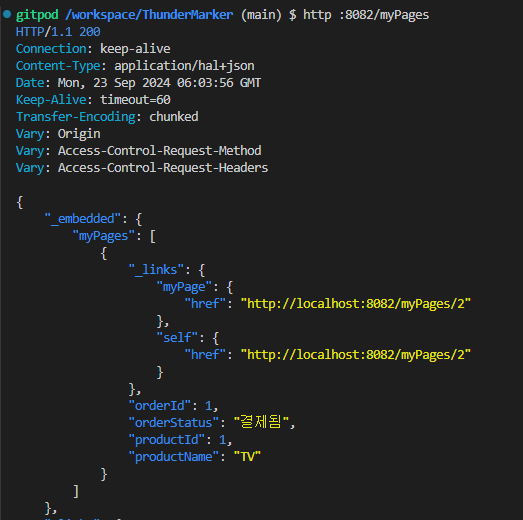 gitpod /workspace/ThunderMarker (main) $ http :8082/myPages
HTTP/1.1 200
Connection: keep-alive
Content-Type: application/hal+json
Date: Mon, 23 Sep 2024 06:03:56 GMT
Keep-Alive: timeout=60
Transfer-Encoding: chunked
Vary: Origin
Vary: Access-Control-Request-Method
Vary: Access-Control-Request-Headers
{
"_embedded": {
"myPages": [
{
"_links": {
"myPage": {
"href": "http://localhost:8082/myPages/2"
},
"self": {
"href": "http://localhost:8082/myPages/2"
}
},
"orderId": 1,
"orderStatus": "결제됨",
"productId": 1,
"productName": "TV"
}
]
},